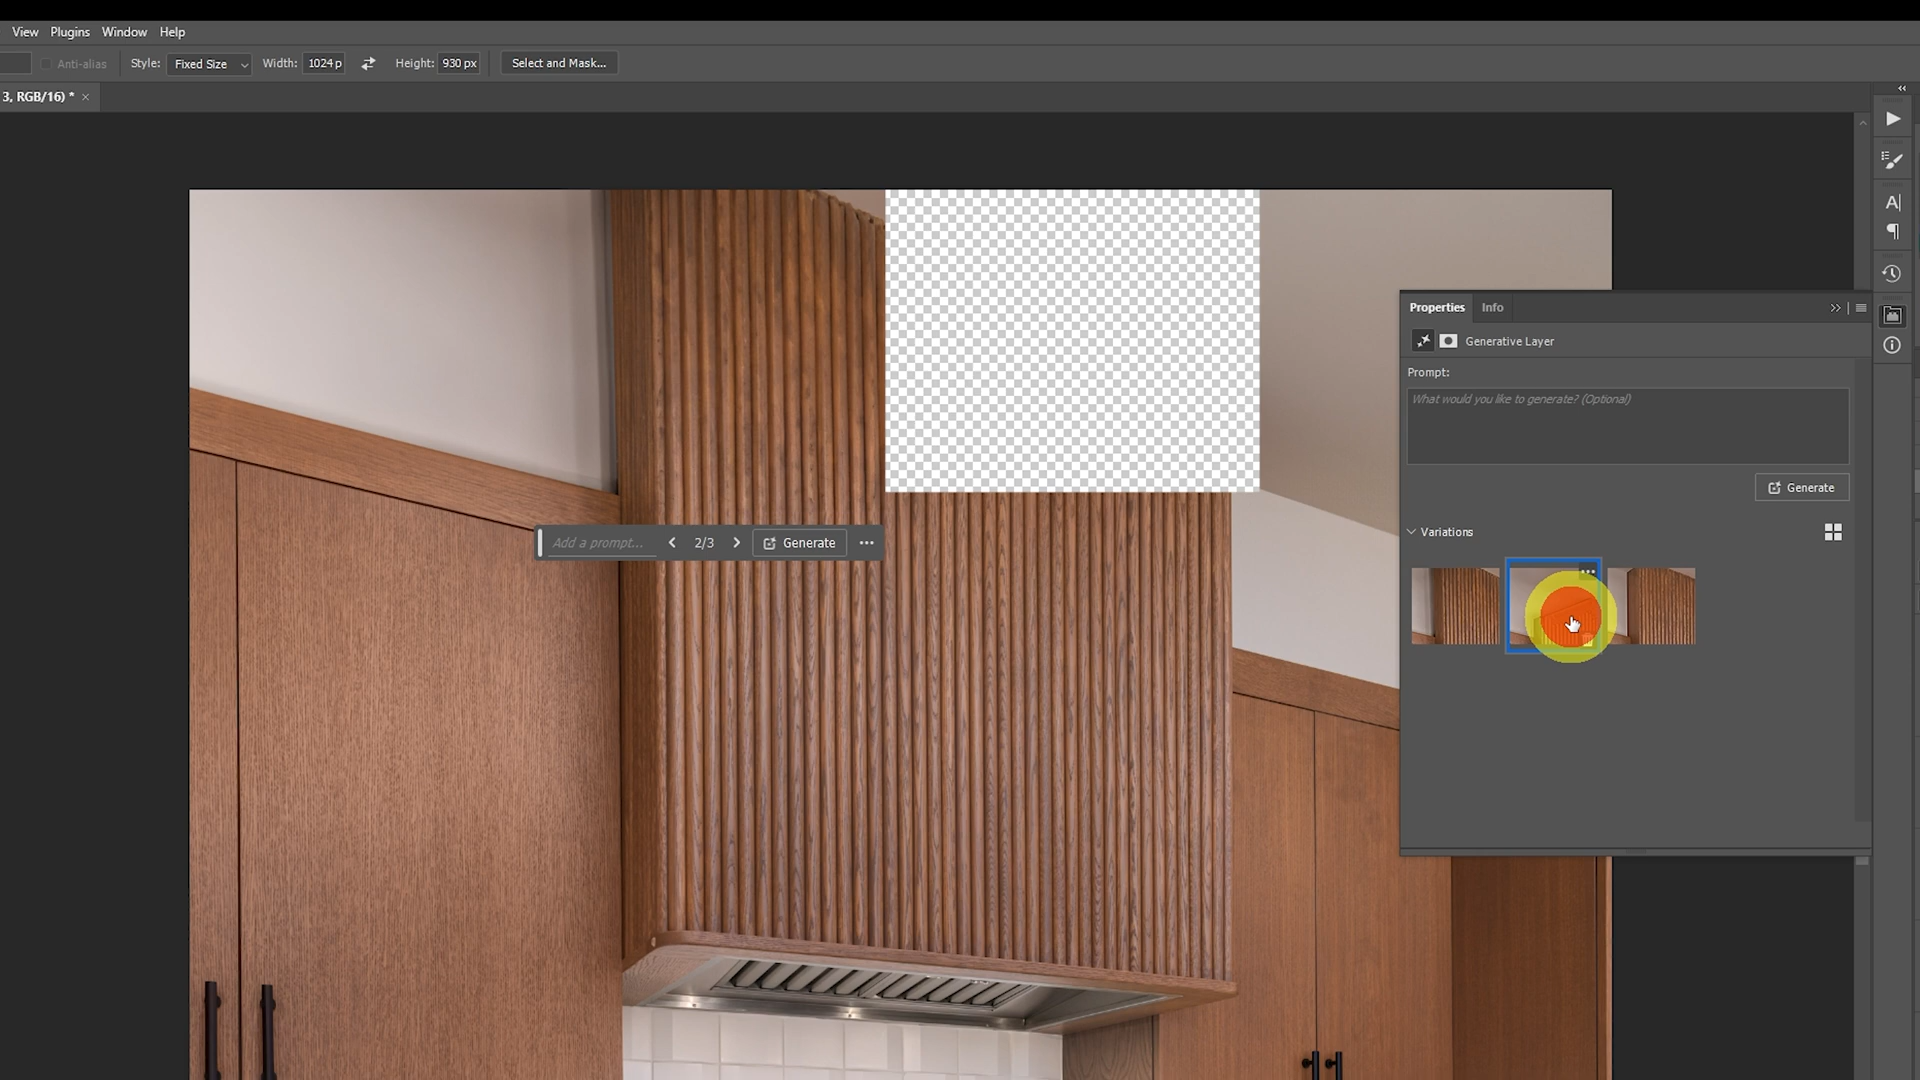 View Plugins Window Help
Anti-alias Style: Fixed Size Width: 1024 p Height: 930 px Select and Mask...
3, RGB/16) * ×
Properties Info
Generative Layer
Prompt:
What would you like to generate? (Optional)
Generate
Variations
Add a prompt... 2/3 Generate